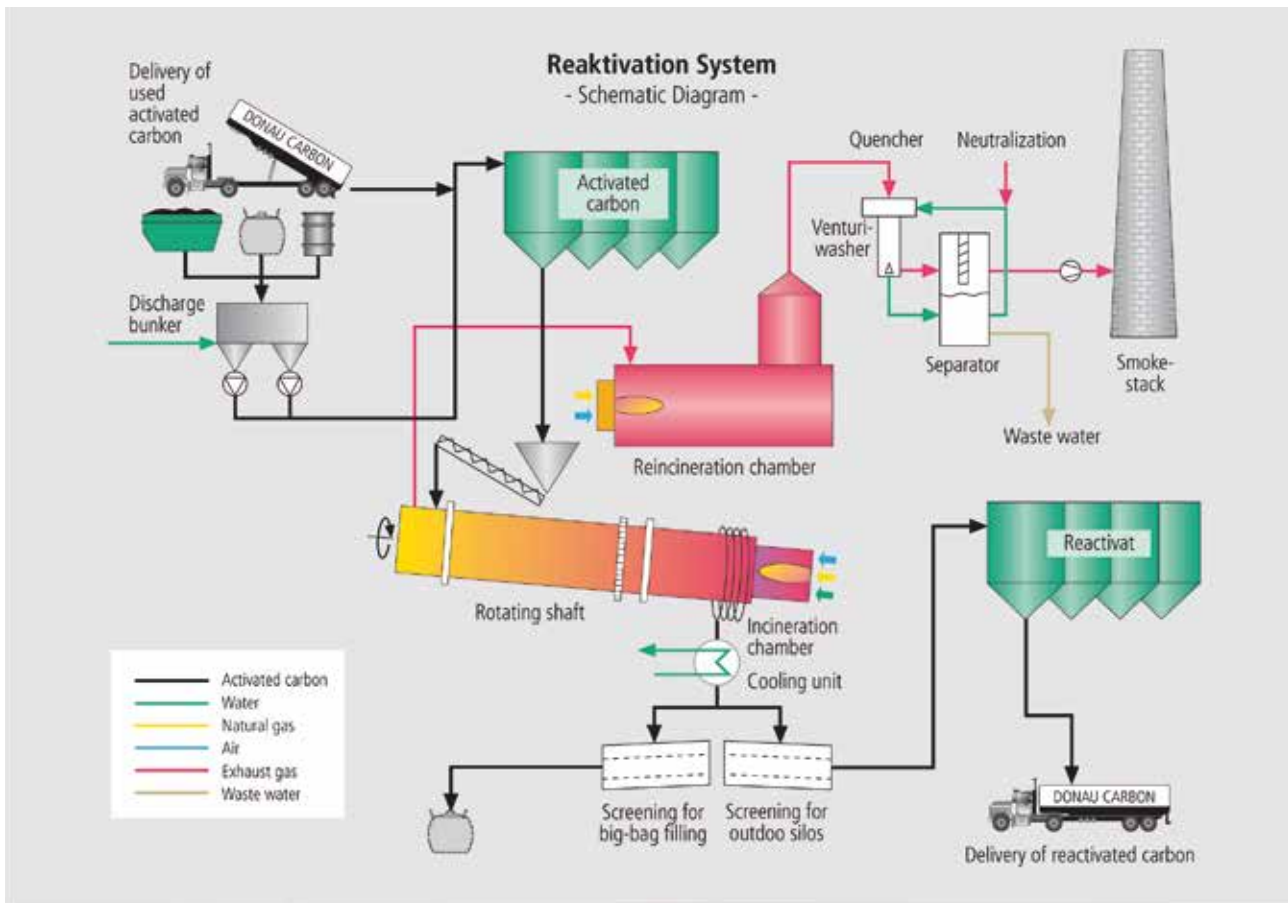 Reaktivation System
- Schematic Diagram -
Delivery of
used
activated
carbon
DONAU CARBON
Discharge
bunker
Activated
carbon
Quencher
Neutralization
Venturi-
washer
Separator
Smoke-
stack
Waste water
Reincineration chamber
Rotating shaft
Incineration
chamber
Cooling unit
Reactivat
Activated carbon
Water
Natural gas
Air
Exhaust gas
Waste water
Screening for
big-bag filling
Screening for
outdoo silos
DONAU CARBON
Delivery of reactivated carbon